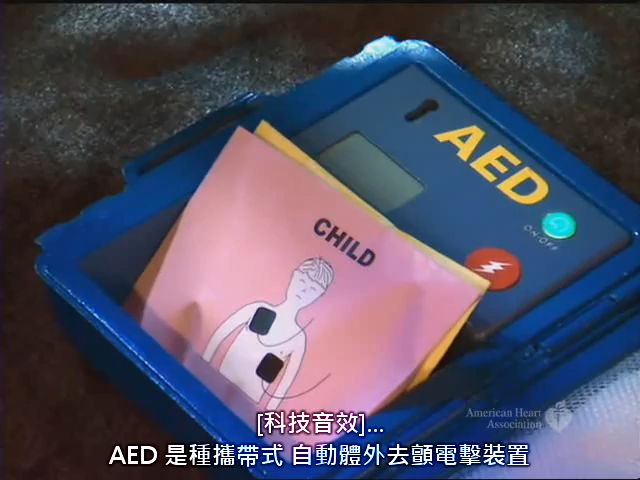 AED
ON/OFF
CHILD
American Heart
Association
[科技音效]...
AED 是種攜帶式 自動體外去顫電擊裝置